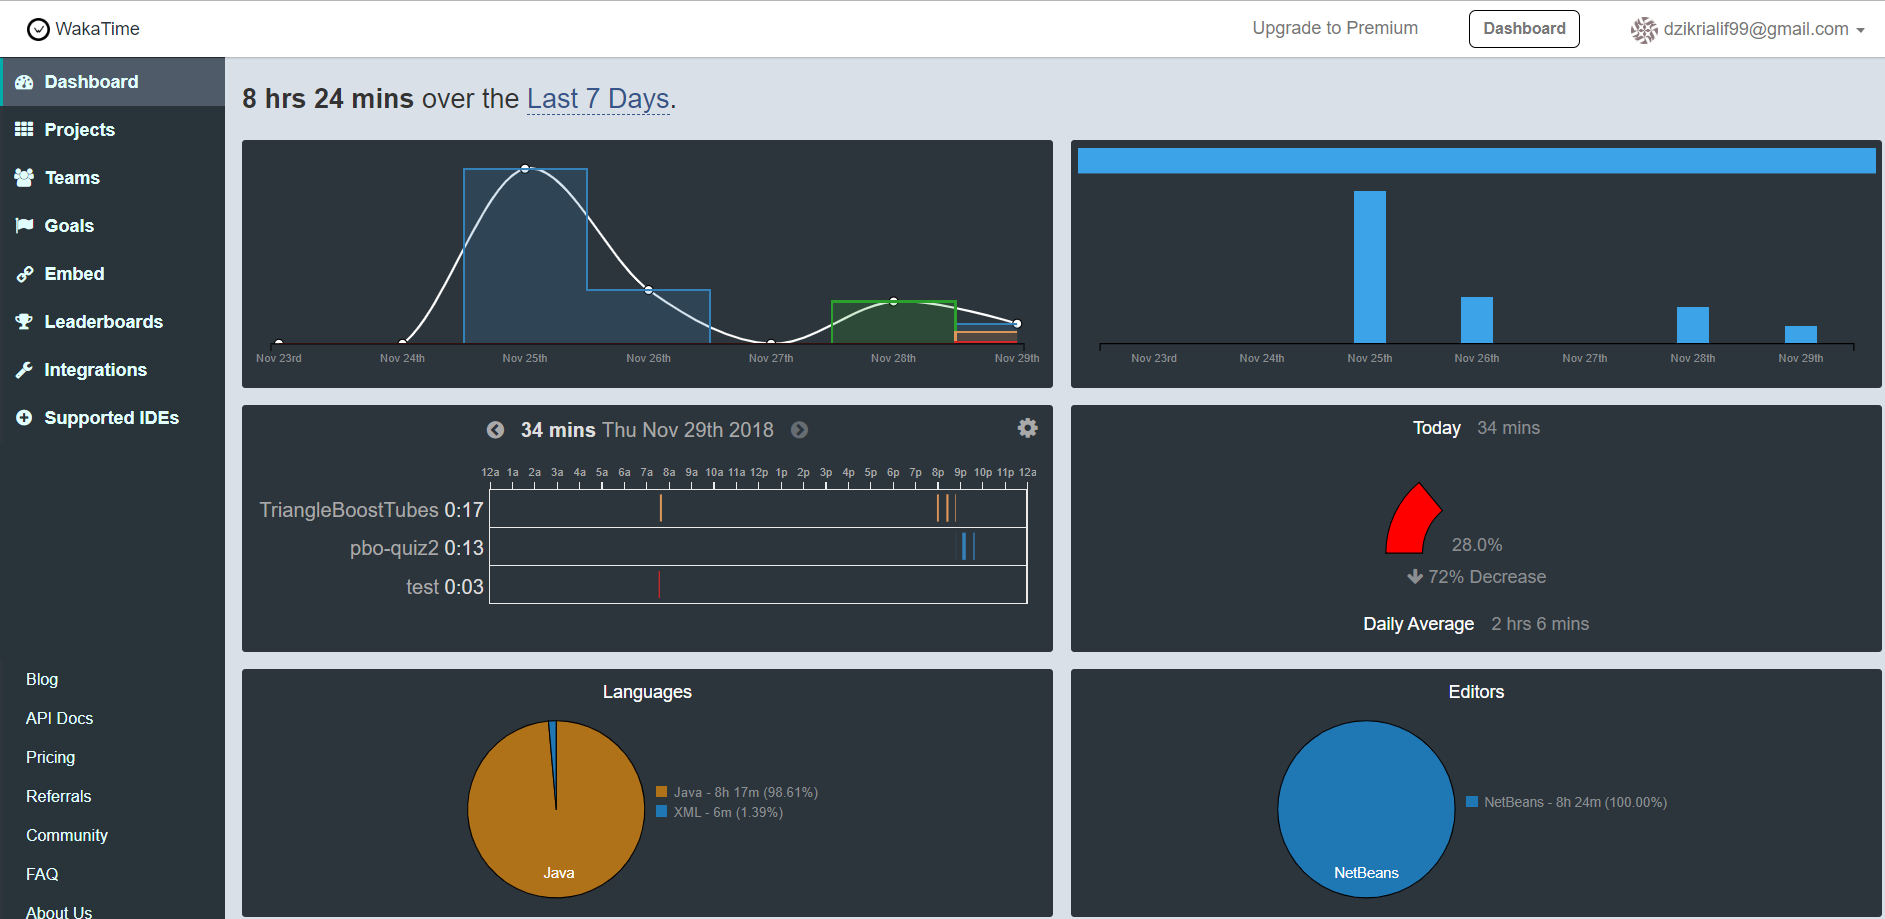 WakaTime
Upgrade to Premium
Dashboard
dzikrialif99@gmail.com
Dashboard
Projects
Teams
Goals
Embed
Leaderboards
Integrations
Supported IDEs
Blog
API Docs
Pricing
Referrals
Community
FAQ
About Us
8 hrs 24 mins over the Last 7 Days.
Nov 23rd Nov 24th Nov 25th Nov 26th Nov 27th Nov 28th Nov 29th
Nov 23rd Nov 24th Nov 25th Nov 26th Nov 27th Nov 28th Nov 29th
34 mins Thu Nov 29th 2018
12a 1a 2a 3a 4a 5a 6a 7a 8a 9a 10a 11a 12p 1p 2p 3p 4p 5p 6p 7p 8p 9p 10p 11p 12a
TriangleBoostTubes 0:17
pbo-quiz2 0:13
test 0:03
Today 34 mins
28.0%
72% Decrease
Daily Average 2 hrs 6 mins
Languages
Java - 8h 17m (98.61%)
XML - 6m (1.39%)
Java
Editors
NetBeans - 8h 24m (100.00%)
NetBeans